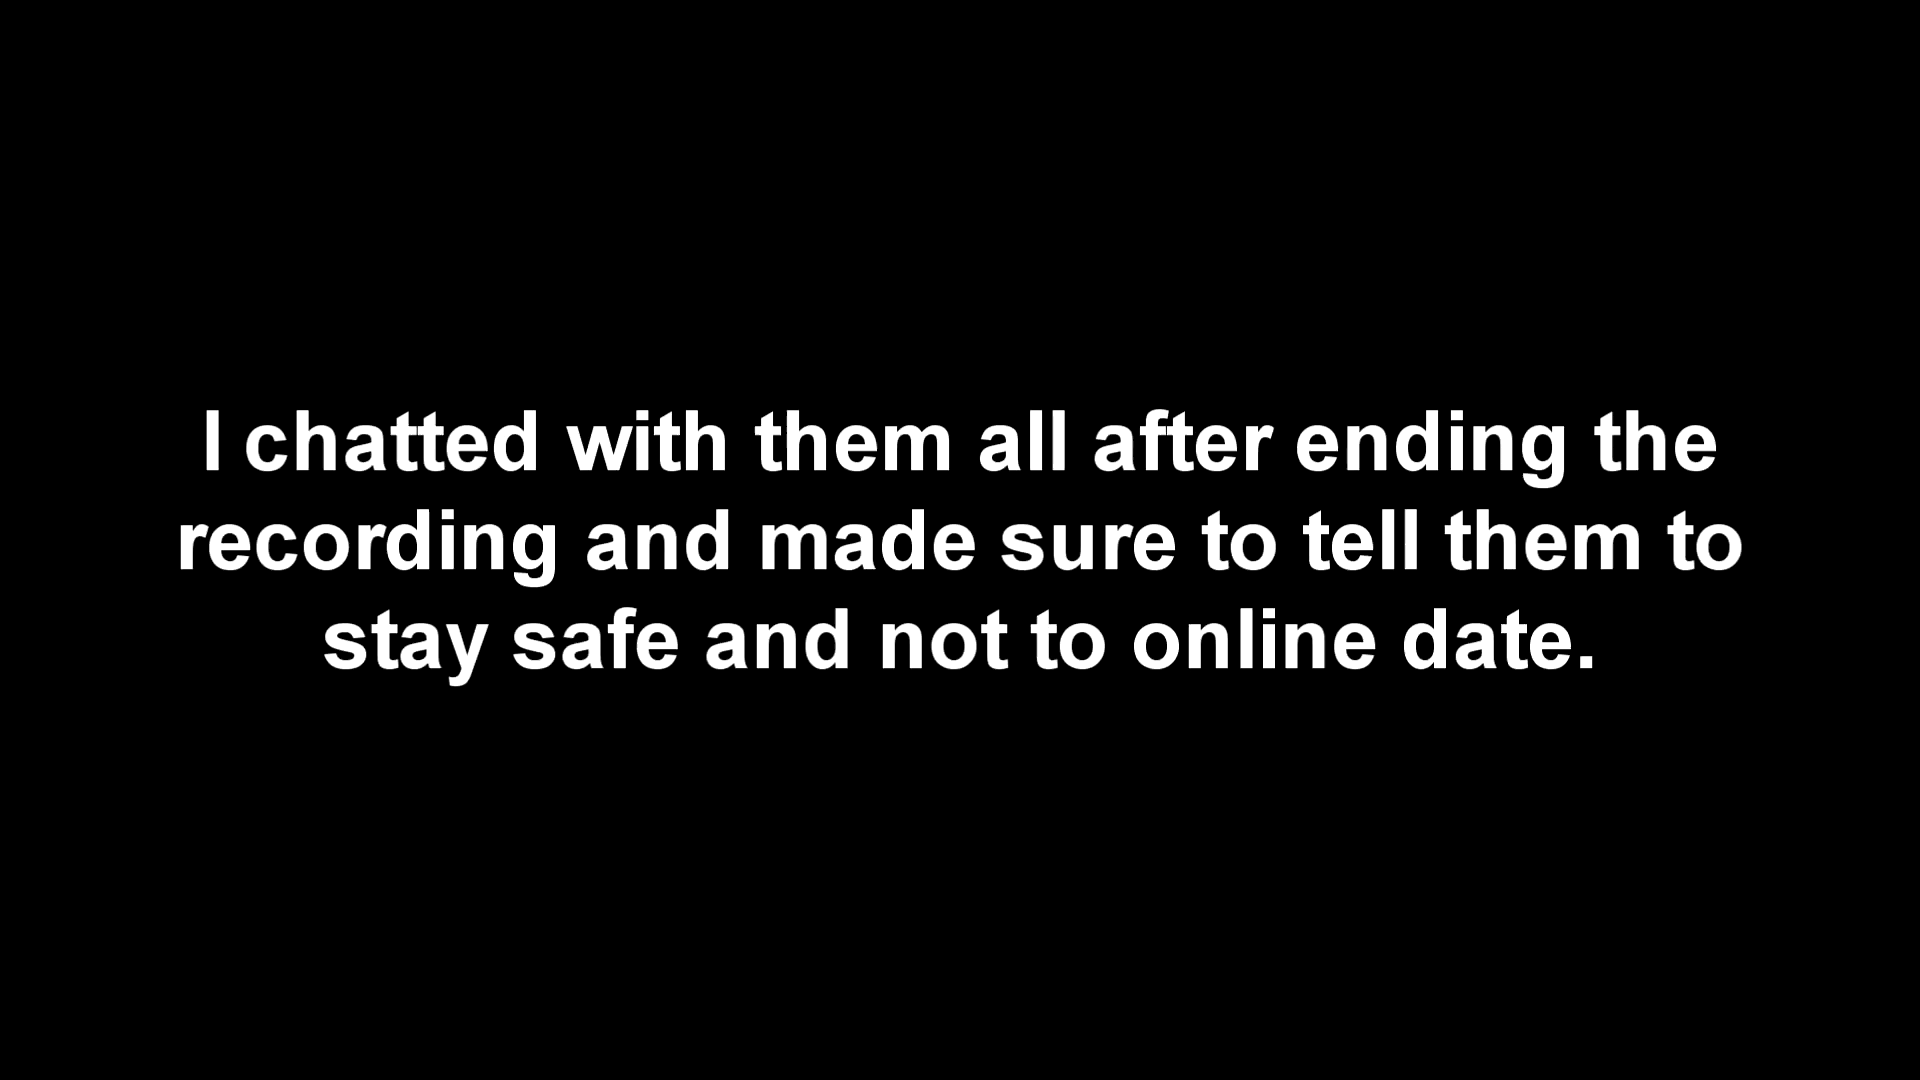 I chatted with them all after ending the
recording and made sure to tell them to
stay safe and not to online date.